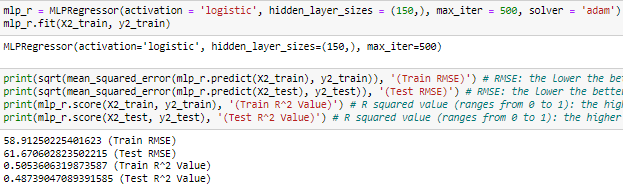 mlp_r = MLPRegressor(activation = 'logistic', hidden_layer_sizes = (150,), max_iter = 500, solver = 'adam')
mlp_r.fit(X2_train, y2_train)
MLPRegressor(activation='logistic', hidden_layer_sizes=(150,), max_iter=500)
print(sqrt(mean_squared_error(mlp_r.predict(X2_train), y2_train)), '(Train RMSE)') # RMSE: the lower the be
print(sqrt(mean_squared_error(mlp_r.predict(X2_test), y2_test)), '(Test RMSE)') # RMSE: the lower the better
print(mlp_r.score(X2_train, y2_train), '(Train R^2 Value)') # R squared value (ranges from 0 to 1): the hig
print(mlp_r.score(X2_test, y2_test), '(Test R^2 Value)') # R squared value (ranges from 0 to 1): the higher
58.91250225401623 (Train RMSE)
61.670602823502215 (Test RMSE)
0.5053606319873587 (Train R^2 Value)
0.48739047089391585 (Test R^2 Value)